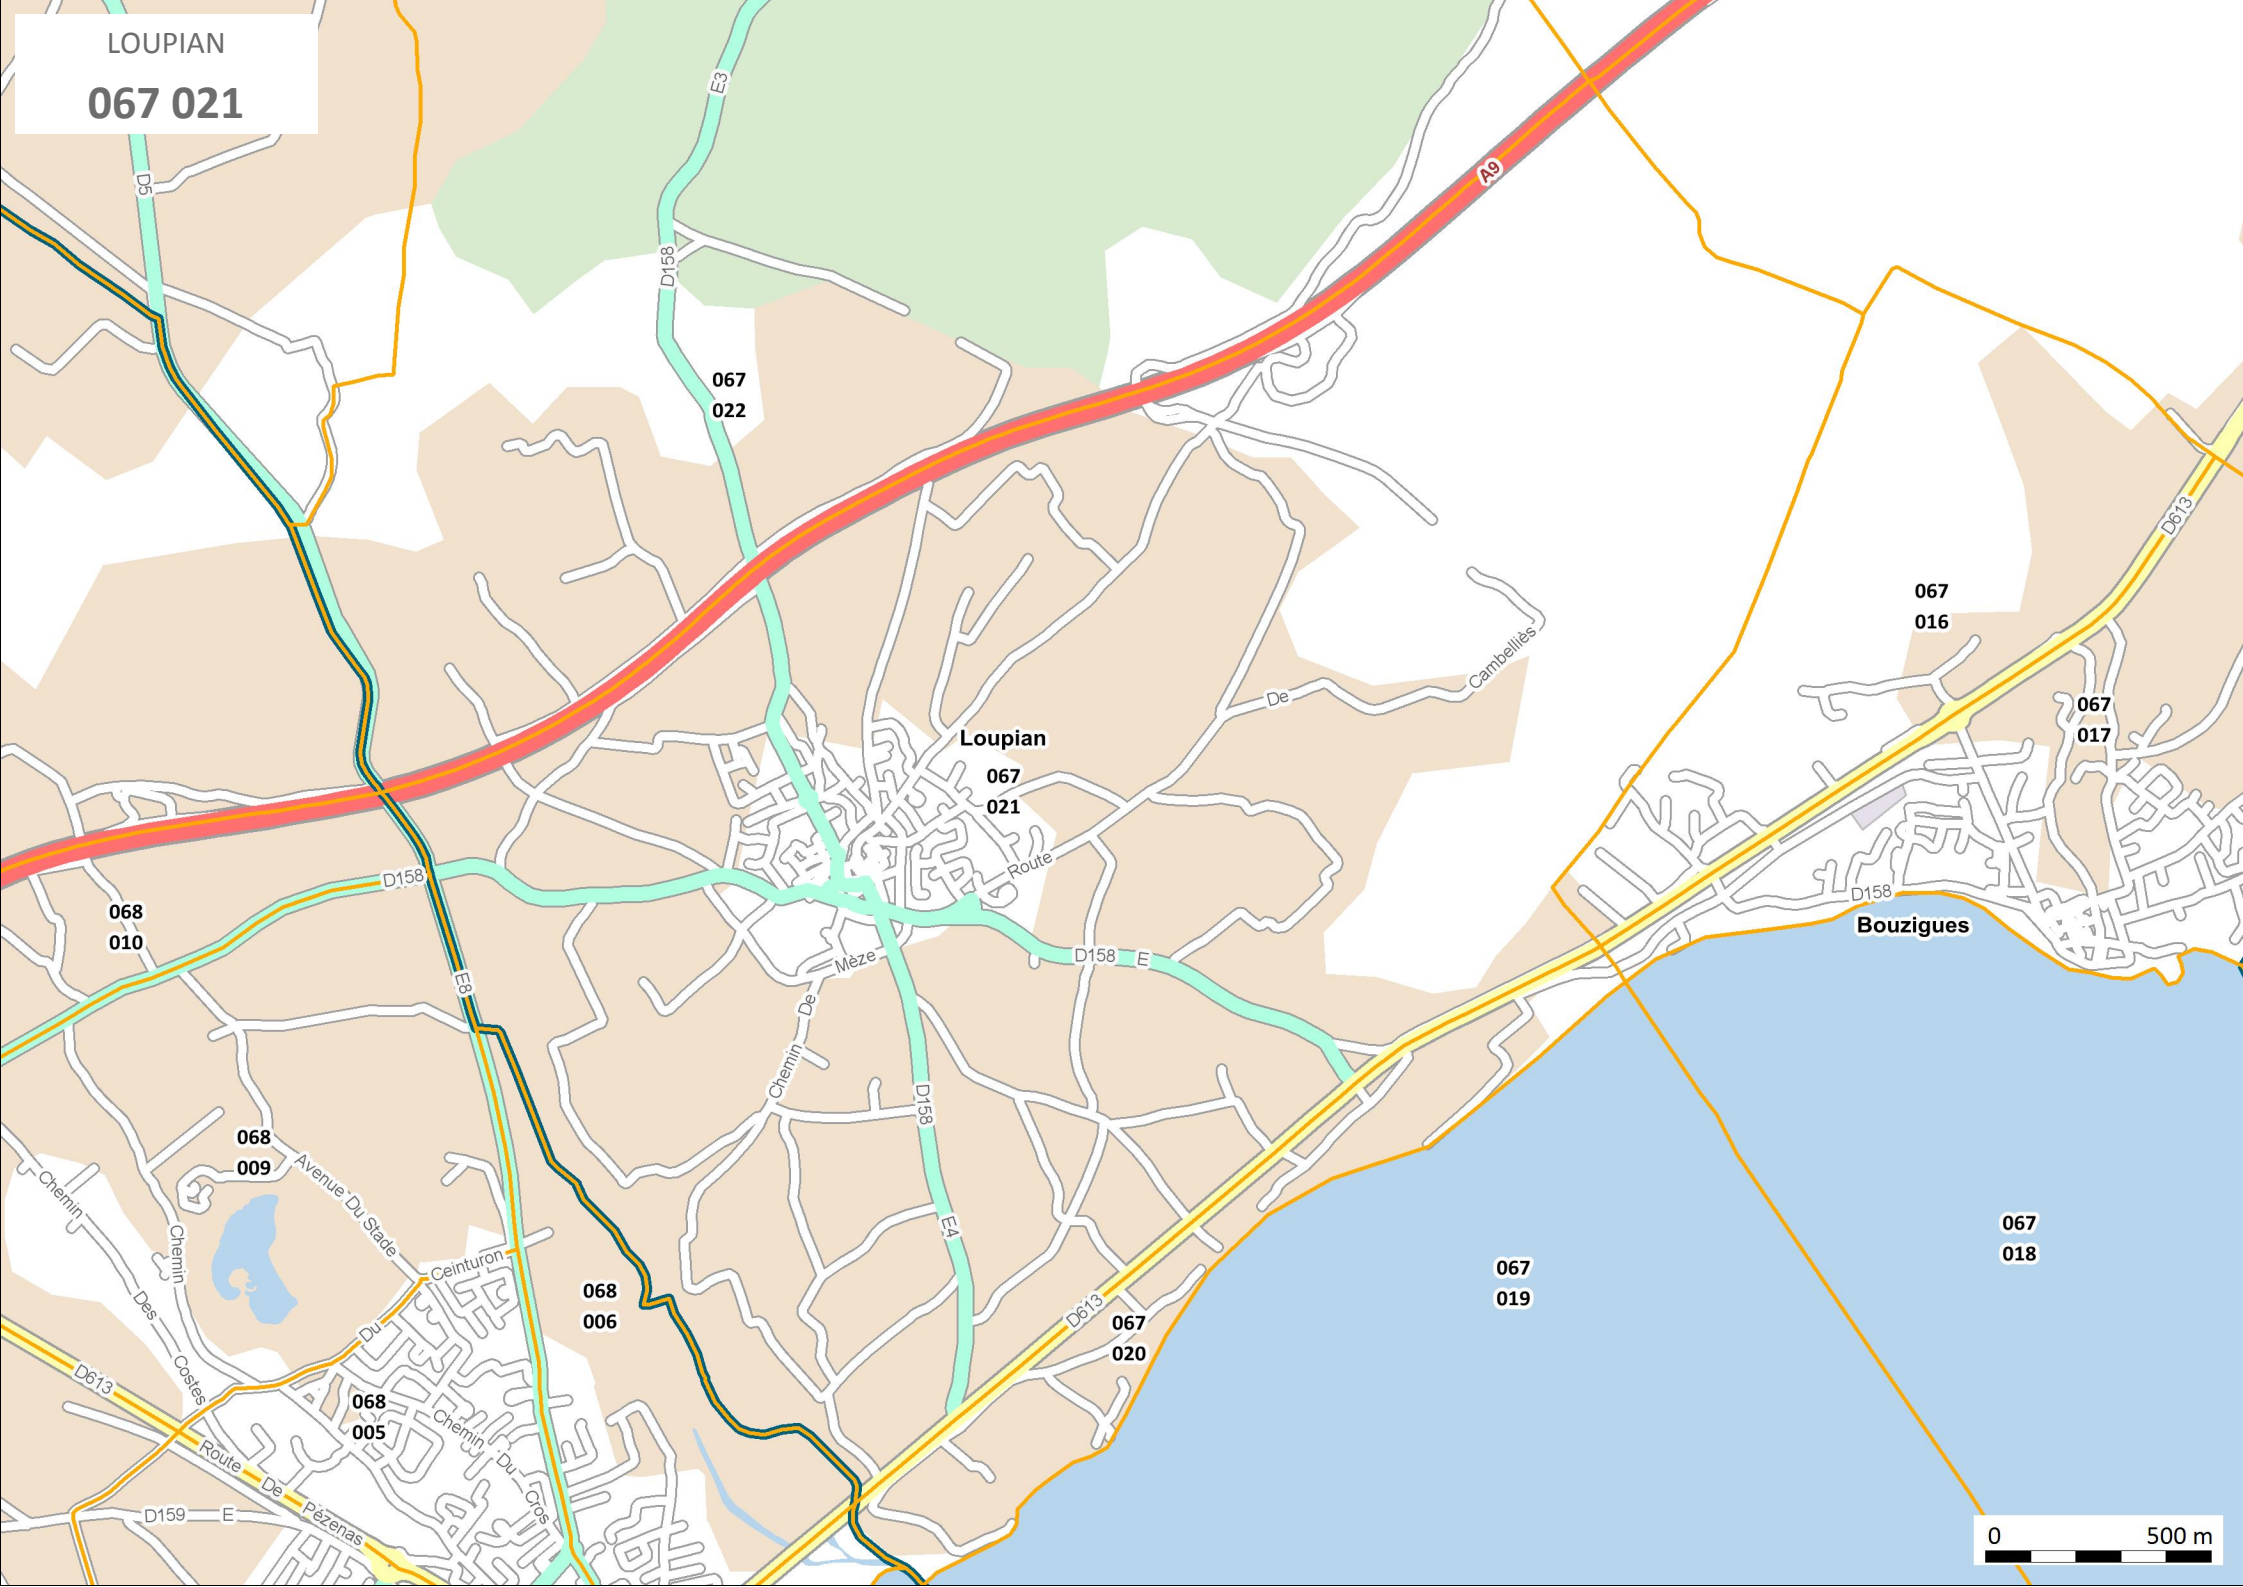 LOUPIAN
067 021
E3
A9
D5
D158
067
022
D613
067
016
Cambelliès
De
067
017
Loupian
067
021
Route
D158
D158
Bouzigues
068
010
Mèze
D158 E
E8
De
Chemin
D158
068
009
Avenue Du Stade
Chemin
Chemin
E4
067
018
Ceinturon
067
019
068
006
Des
Du
D613
067
020
D613
Costes
068
005
Chemin Du Cros
Route De Pézenas
D159 E
0 500 m